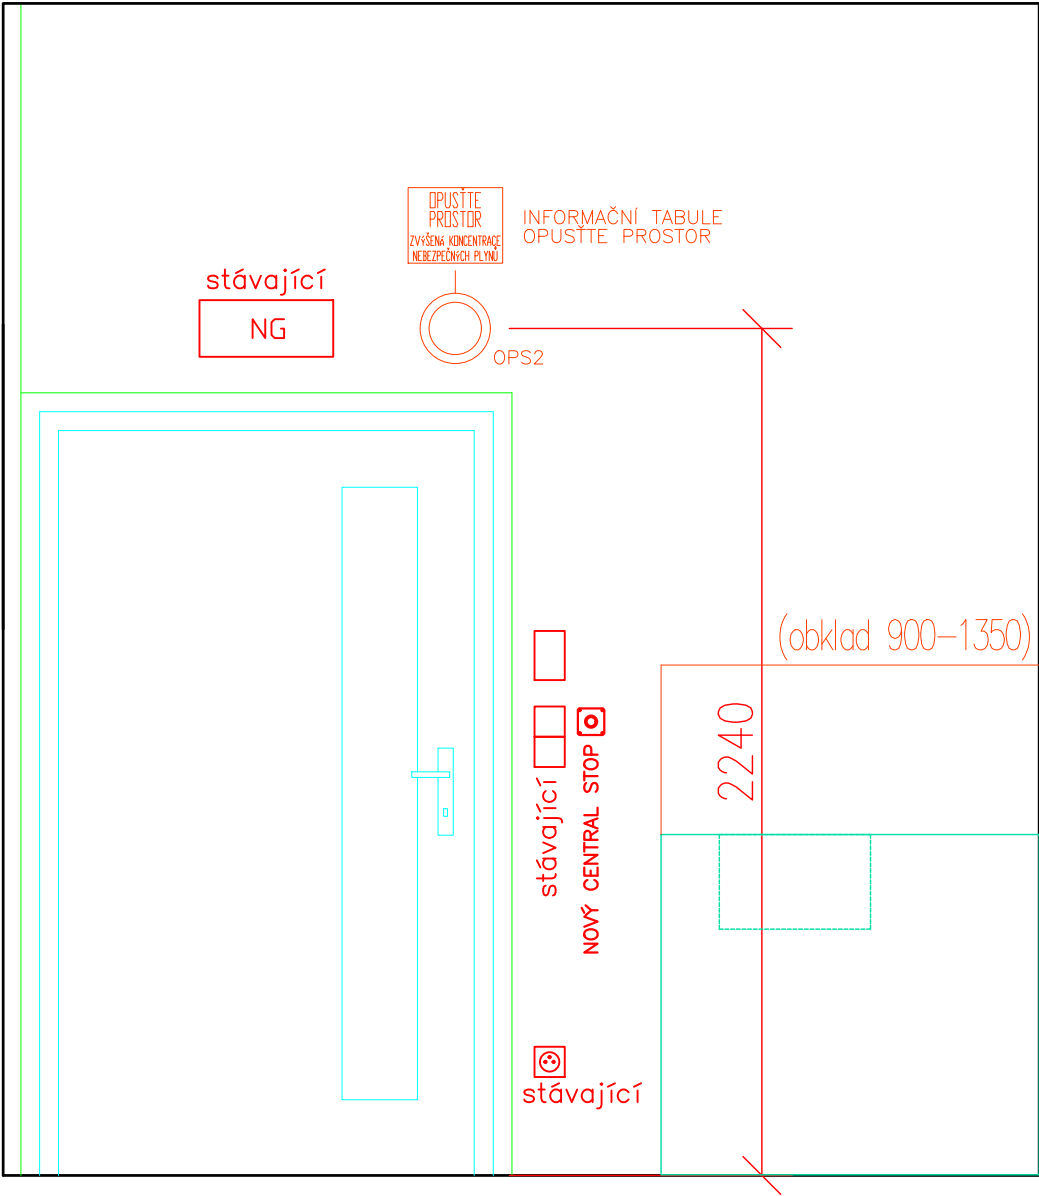 OPUSŤTE
PROSTOR
ZVÝŠENÁ KONCENTRACE
NEBEZPEČNÝCH PLYNŮ
INFORMAČNÍ TABULE
OPUSŤTE PROSTOR
stávající
NG
OPS2
(obklad 900-1350)
2240
stávající
NOVÝ CENTRAL STOP
stávající